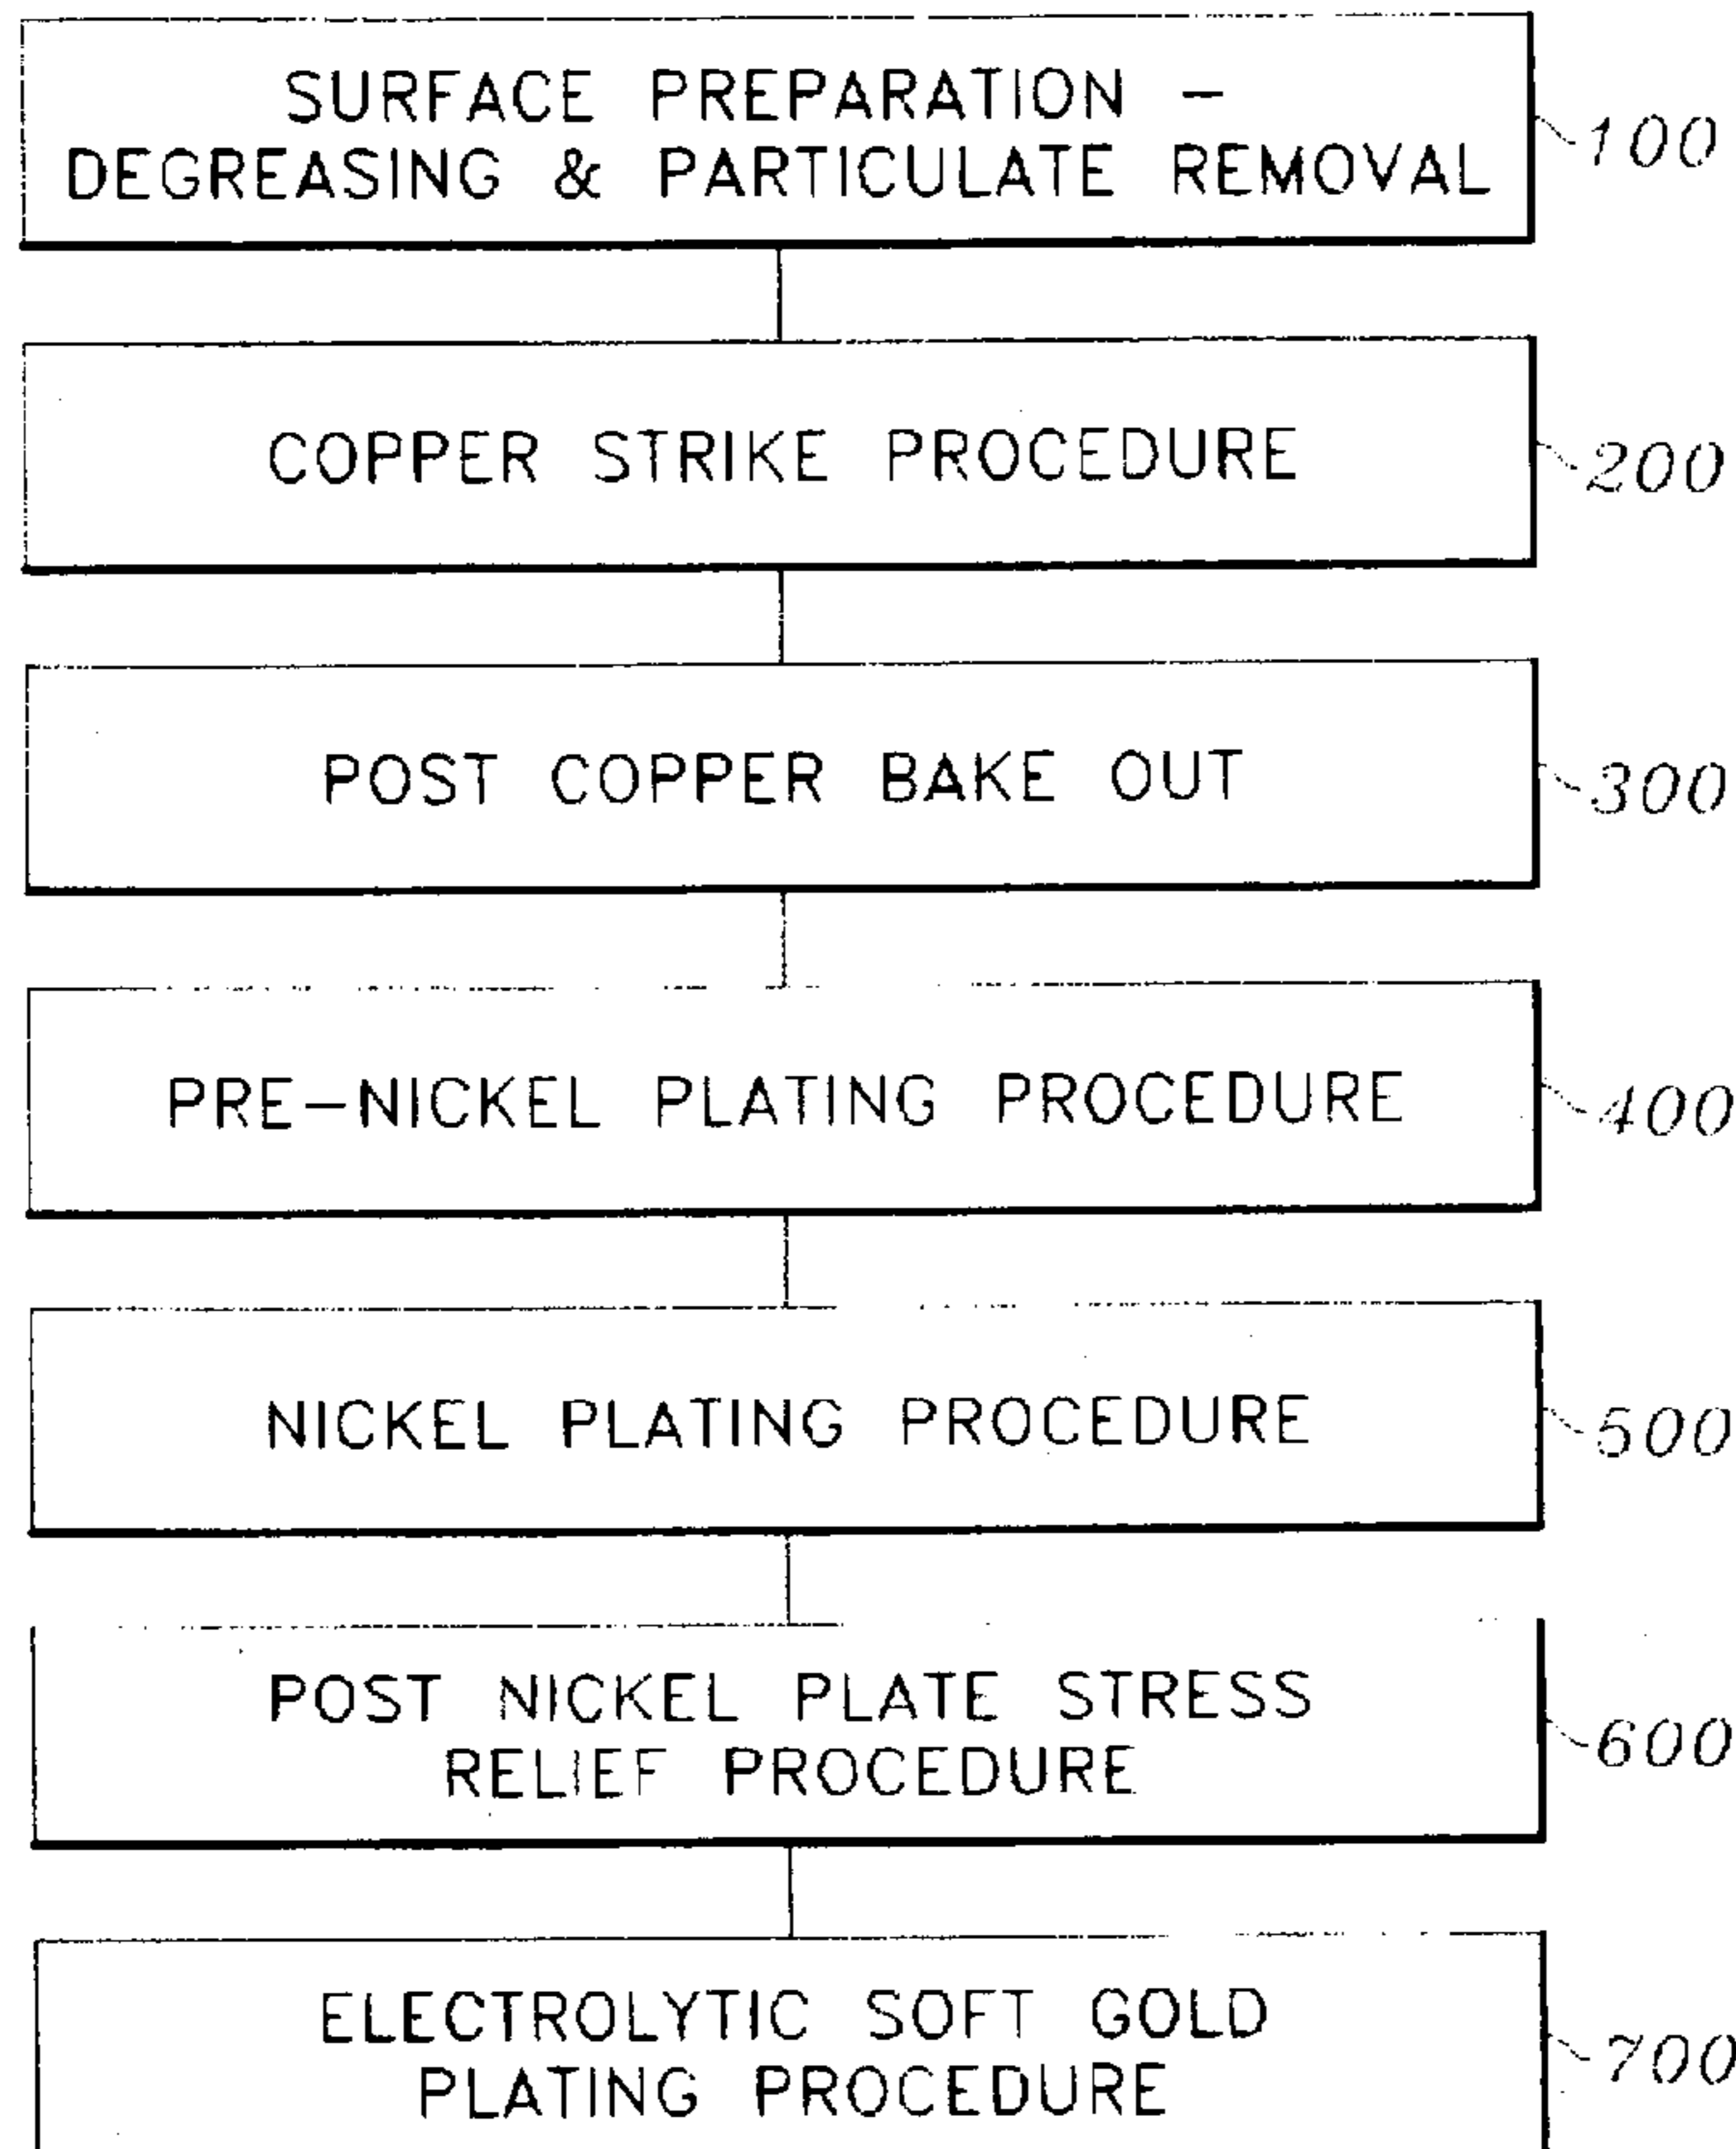 SURFACE PREPARATION –
DEGREASING & PARTICULATE REMOVAL
100
COPPER STRIKE PROCEDURE
200
POST COPPER BAKE OUT
300
PRE–NICKEL PLATING PROCEDURE
400
NICKEL PLATING PROCEDURE
500
POST NICKEL PLATE STRESS
RELIEF PROCEDURE
600
ELECTROLYTIC SOFT GOLD
PLATING PROCEDURE
700